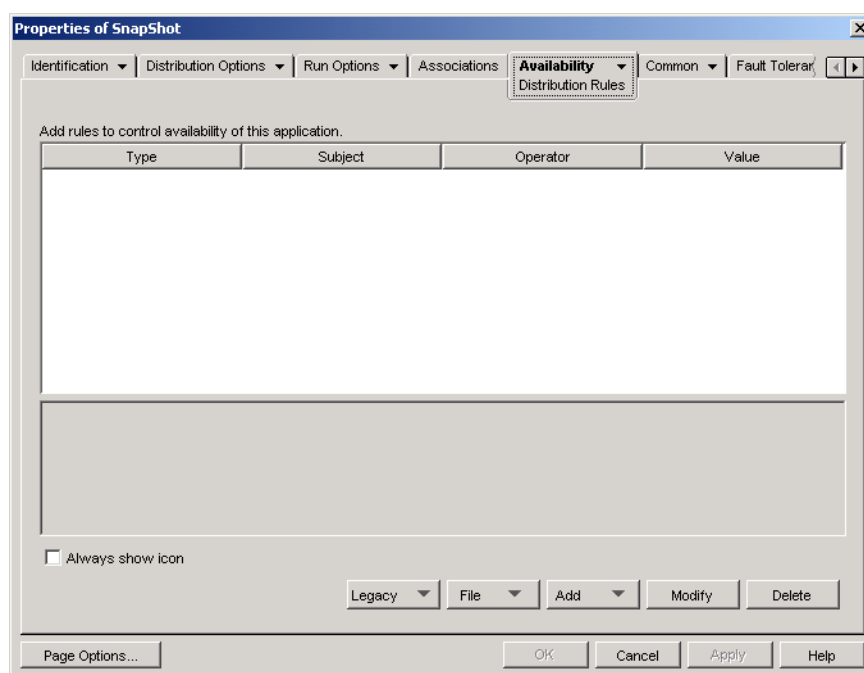 Properties of SnapShot
Identification Distribution Options Run Options Associations Availability Common Fault Toleran
Distribution Rules
Add rules to control availability of this application.
Type Subject Operator Value
Always show icon
Legacy File Add Modify Delete
Page Options... OK Cancel Apply Help